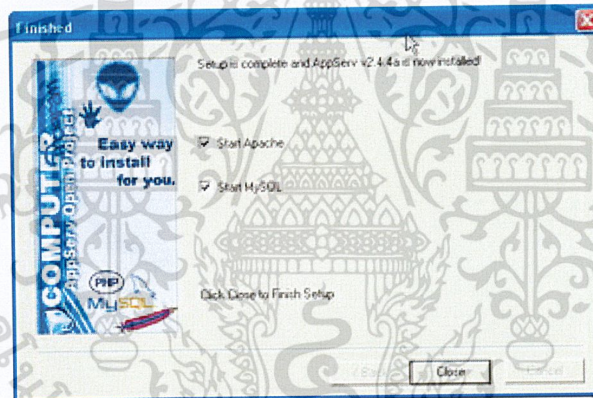 Finished
Setup is complete and AppServ v2.4.4a is now installed
COMPUTER
AppServ Open Project
Easy way
to install
for you.
Start Apache
Start MySQL
PHP
MySQL
Click Close to Finish Setup
< Back
Close
Cancel